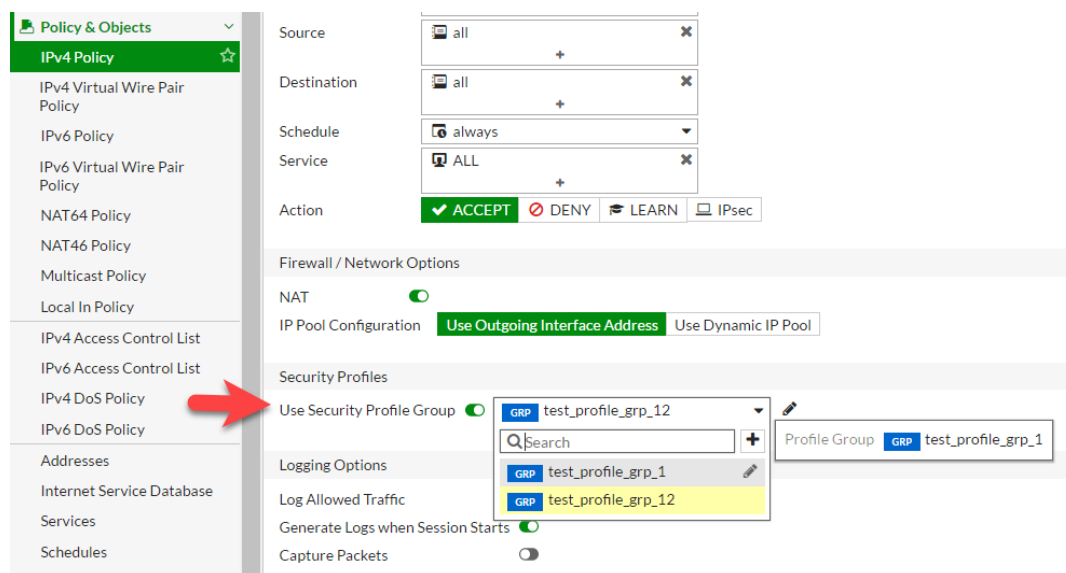 Policy & Objects
IPv4 Policy
IPv4 Virtual Wire Pair
Policy
IPv6 Policy
IPv6 Virtual Wire Pair
Policy
NAT64 Policy
NAT46 Policy
Multicast Policy
Local In Policy
IPv4 Access Control List
IPv6 Access Control List
IPv4 DoS Policy
IPv6 DoS Policy
Addresses
Internet Service Database
Services
Schedules
Source all
Destination all
Schedule always
Service ALL
Action ACCEPT DENY LEARN IPsec
Firewall / Network Options
NAT
IP Pool Configuration Use Outgoing Interface Address Use Dynamic IP Pool
Security Profiles
Use Security Profile Group GRP test_profile_grp_12
Search
GRP test_profile_grp_1
GRP test_profile_grp_12
Profile Group GRP test_profile_grp_1
Logging Options
Log Allowed Traffic
Generate Logs when Session Starts
Capture Packets